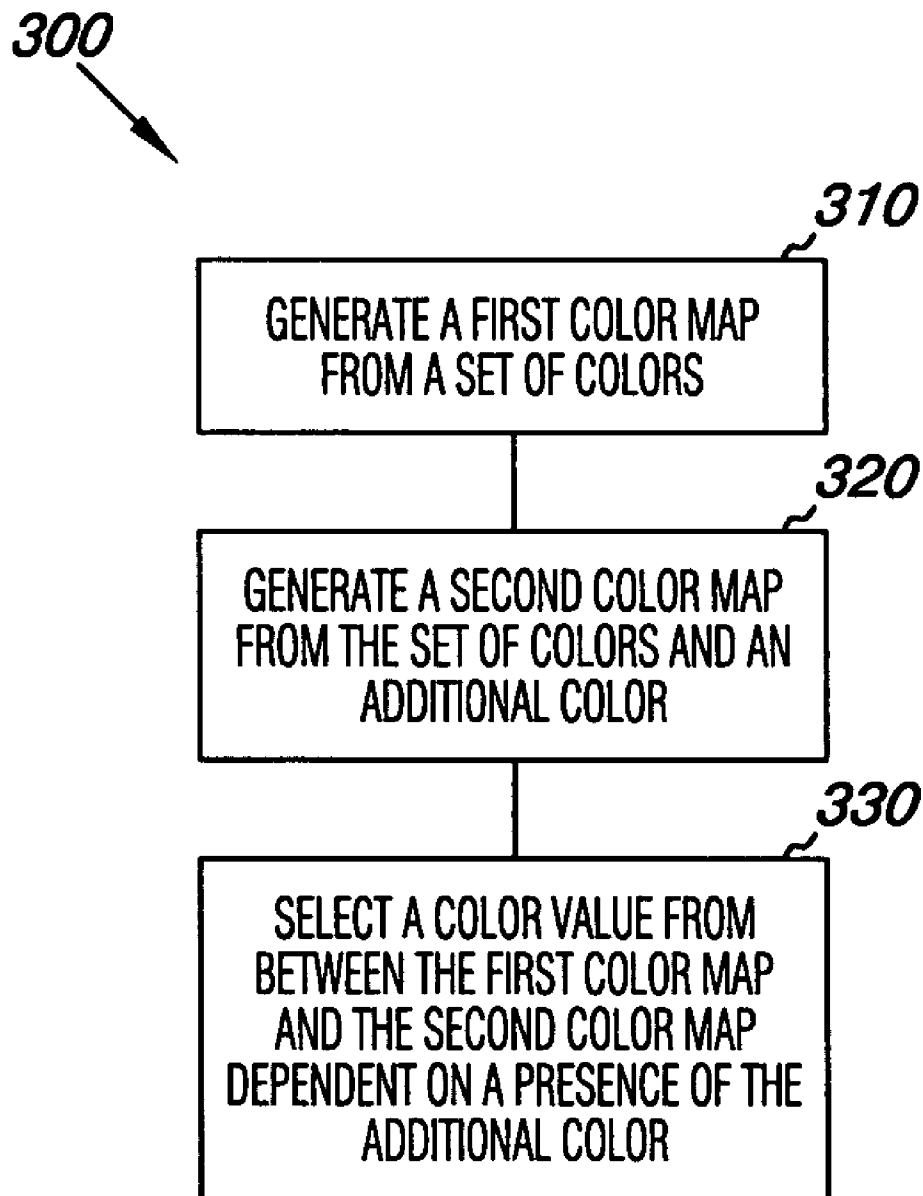 300
310
GENERATE A FIRST COLOR MAP
FROM A SET OF COLORS
320
GENERATE A SECOND COLOR MAP
FROM THE SET OF COLORS AND AN
ADDITIONAL COLOR
330
SELECT A COLOR VALUE FROM
BETWEEN THE FIRST COLOR MAP
AND THE SECOND COLOR MAP
DEPENDENT ON A PRESENCE OF THE
ADDITIONAL COLOR